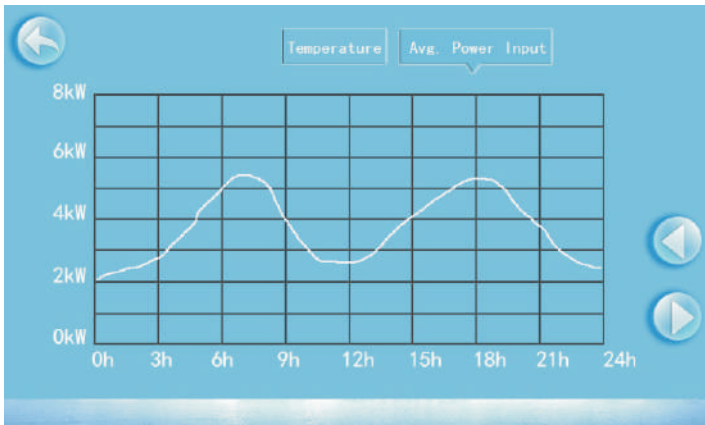 Temperature
Avg. Power Input
8kW
6kW
4kW
2kW
0kW
0h 3h 6h 9h 12h 15h 18h 21h 24h